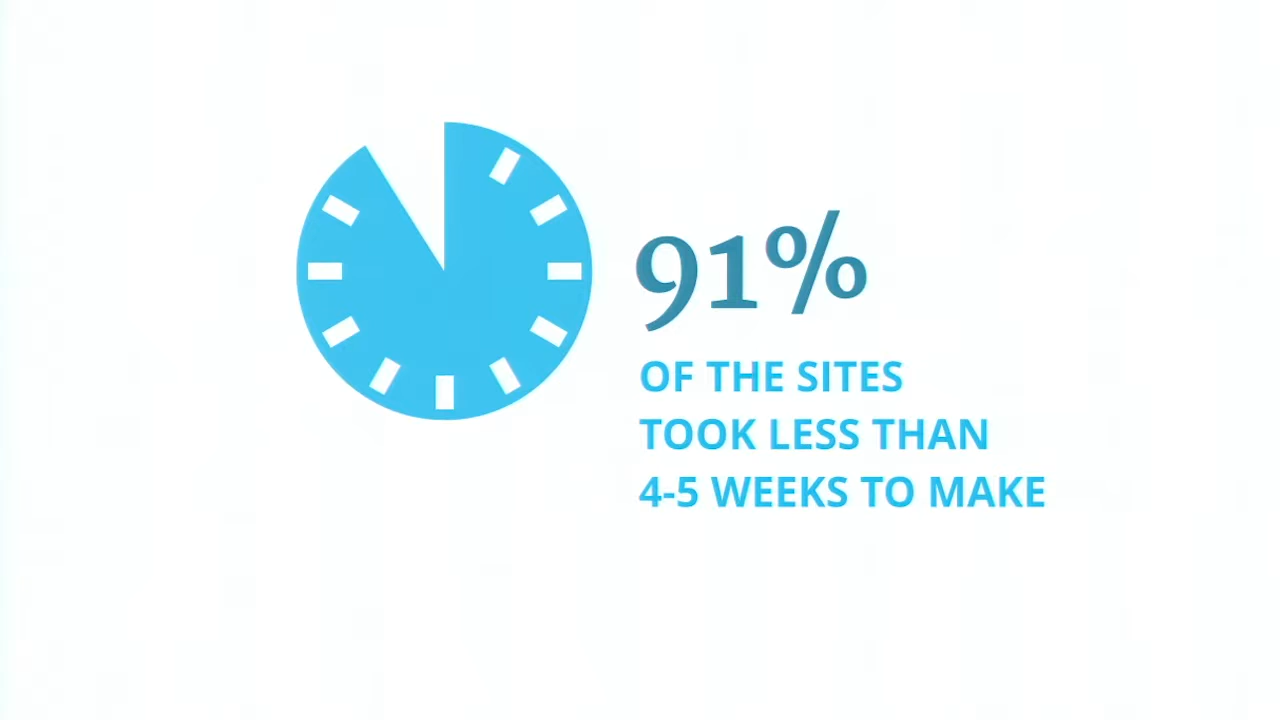 91%
OF THE SITES
TOOK LESS THAN
4-5 WEEKS TO MAKE